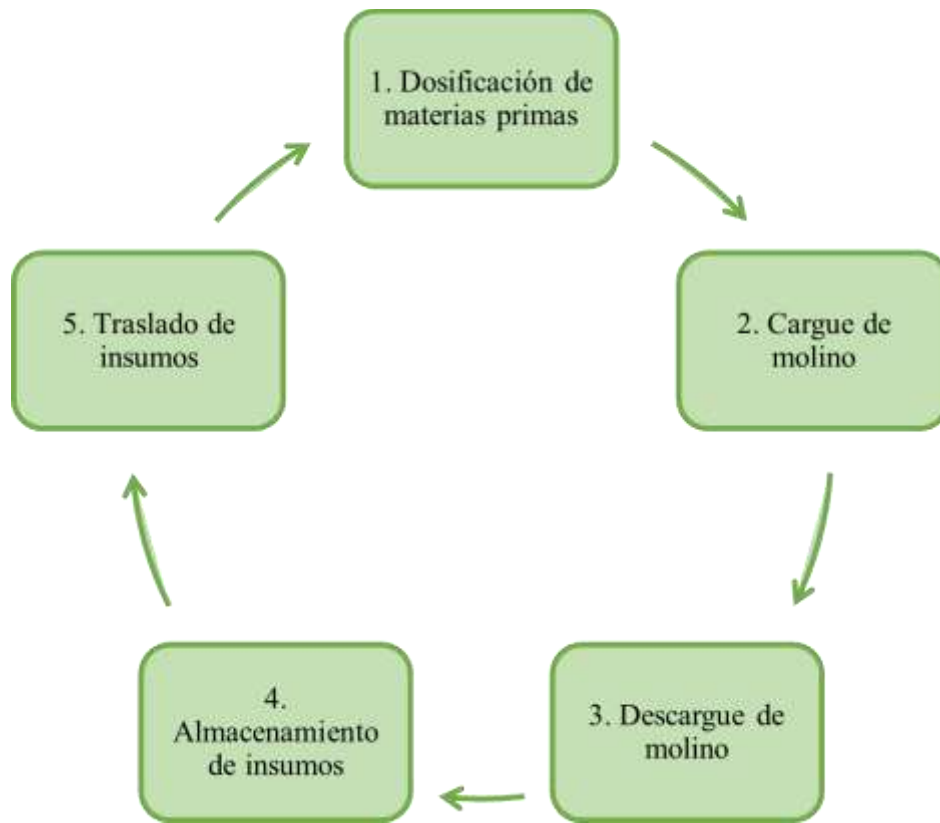 1. Dosificación de
materias primas
2. Cargue de
molino
3. Descargue de
molino
4.
Almacenamiento
de insumos
5. Traslado de
insumos